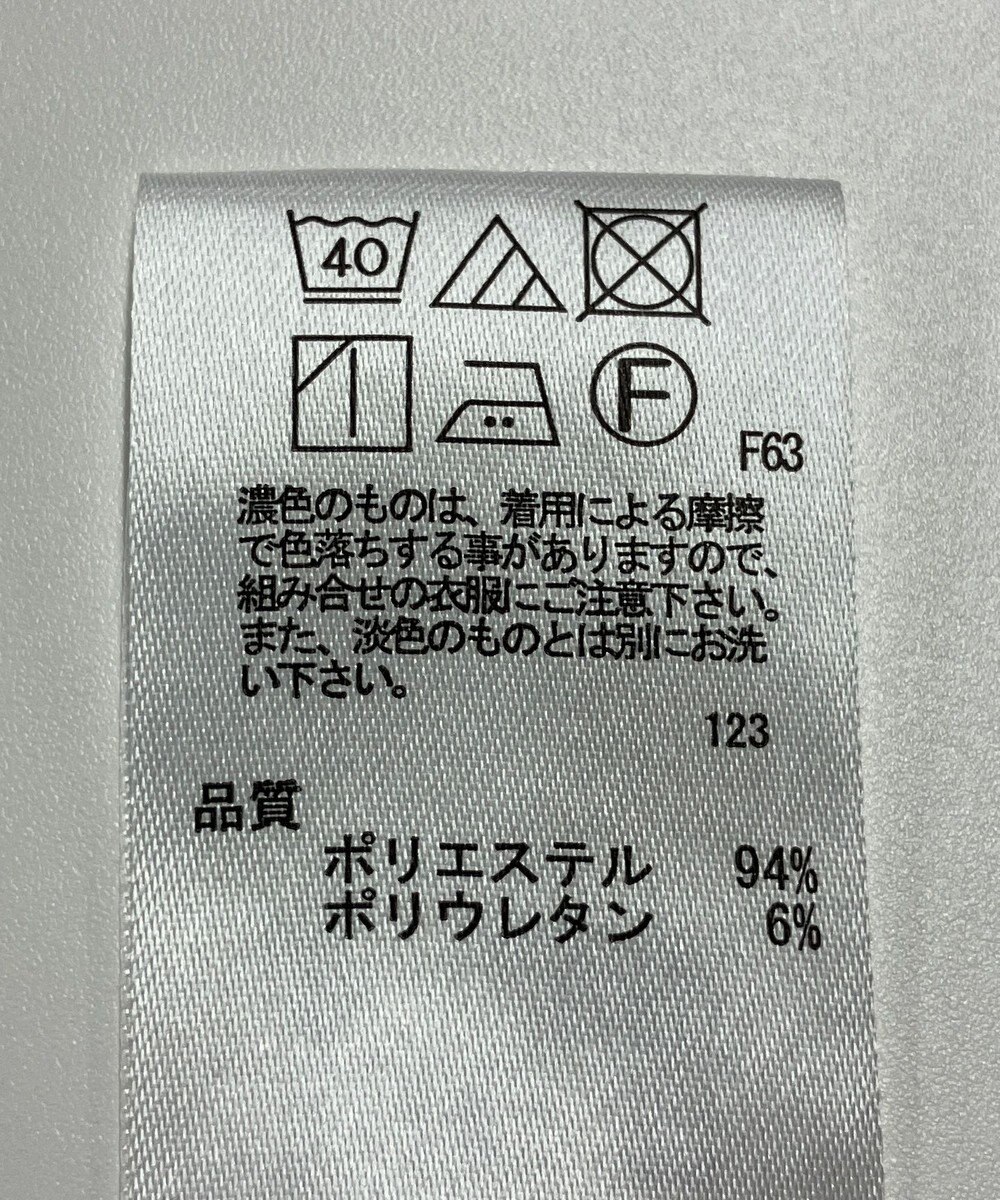 40
F
F63
濃色のものは、着用による摩擦
で色落ちする事がありますので、
組み合せの衣服にご注意下さい。
また、淡色のものとは別にお洗
い下さい。
123
品質
ポリエステル 94%
ポリウレタン 6%